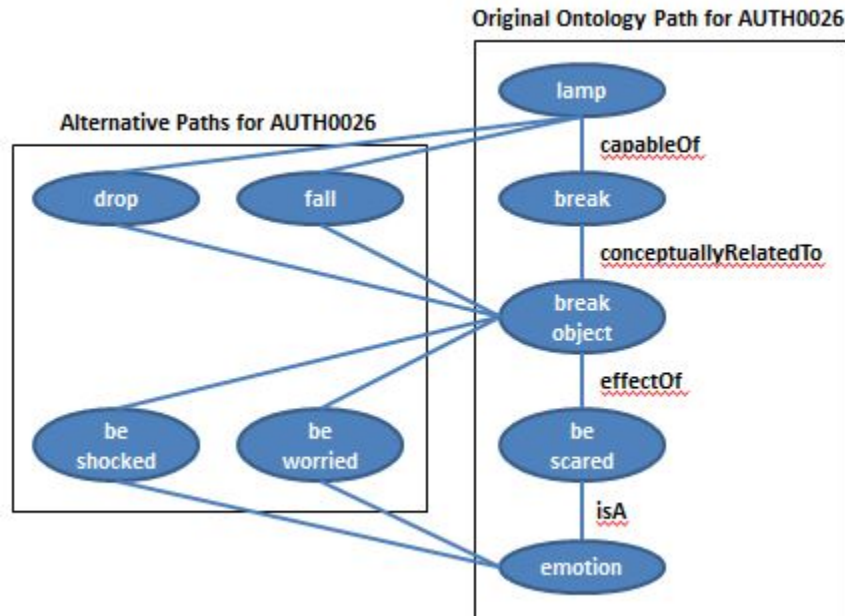 Original Ontology Path for AUTH0026
lamp
Alternative Paths for AUTH0026
capableOf
drop
fall
break
conceptuallyRelatedTo
break
object
effectOf
be
shocked
be
worried
be
scared
isA
emotion